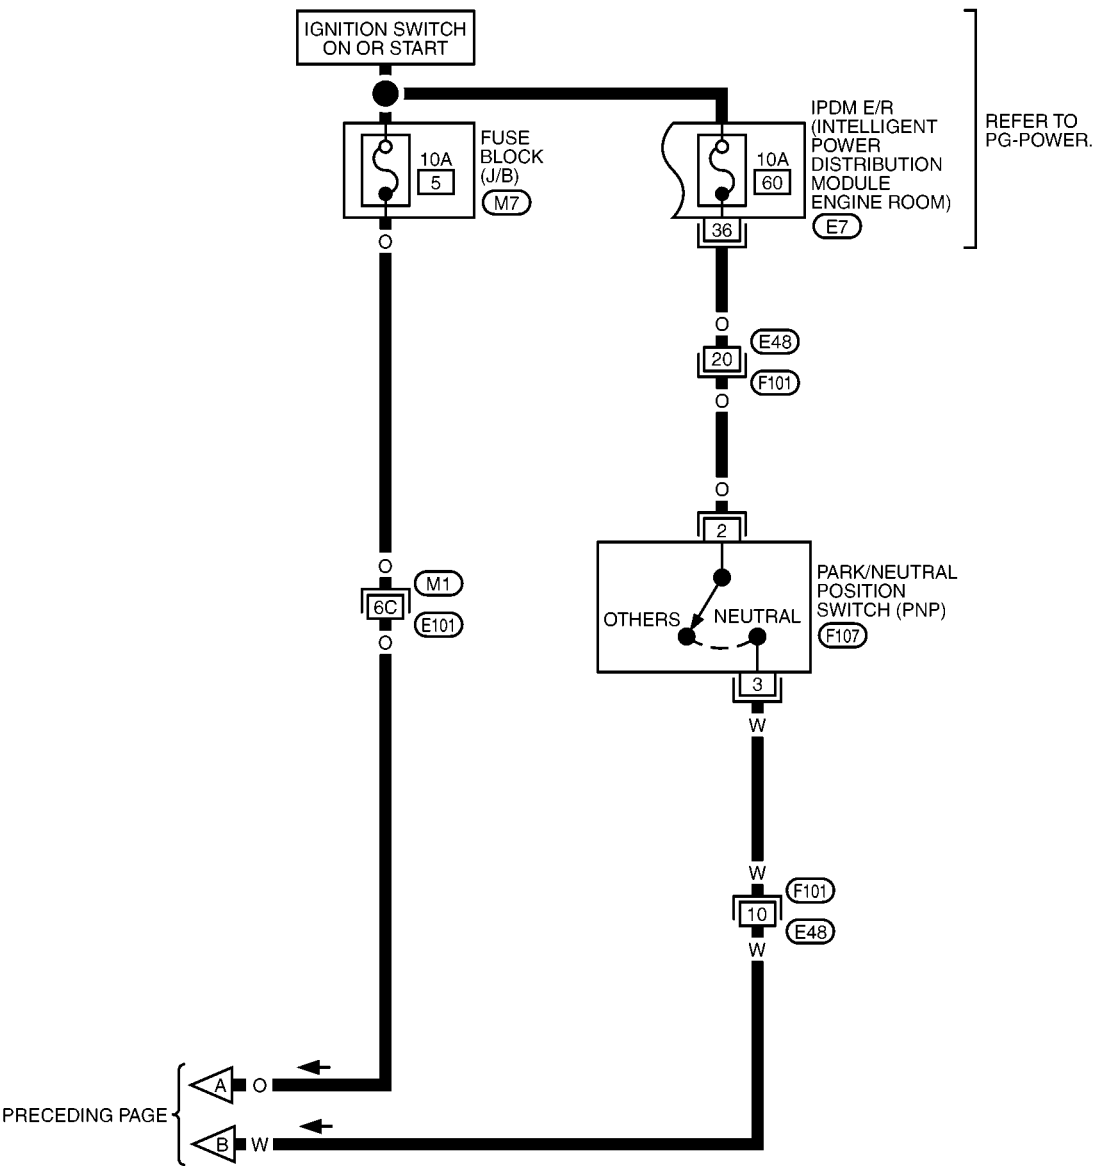 IGNITION SWITCH
ON OR START
FUSE
BLOCK
(J/B)
M7
10A
5
IPDM E/R
(INTELLIGENT
POWER
DISTRIBUTION
MODULE
ENGINE ROOM)
E7
10A
60
REFER TO
PG-POWER.
36
O
O
E48
20
F101
O
O
2
O
M1
6C
E101
O
PARK/NEUTRAL
POSITION
SWITCH (PNP)
F107
OTHERS
NEUTRAL
3
W
W
F101
10
E48
W
PRECEDING PAGE
A
O
B
W